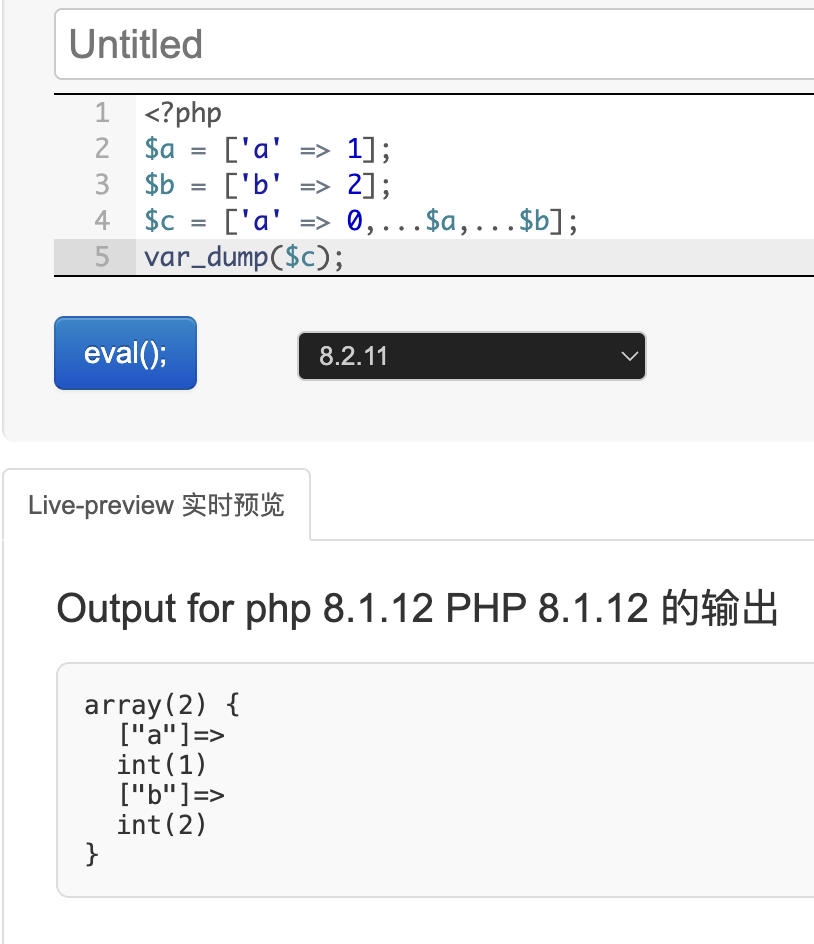 Untitled
1 <?php
2 $a = ['a' => 1];
3 $b = ['b' => 2];
4 $c = ['a' => 0,...$a,...$b];
5 var_dump($c);
eval();
8.2.11
Live-preview 实时预览
Output for php 8.1.12 PHP 8.1.12 的输出
array(2) {
  ["a"]=>
  int(1)
  ["b"]=>
  int(2)
}